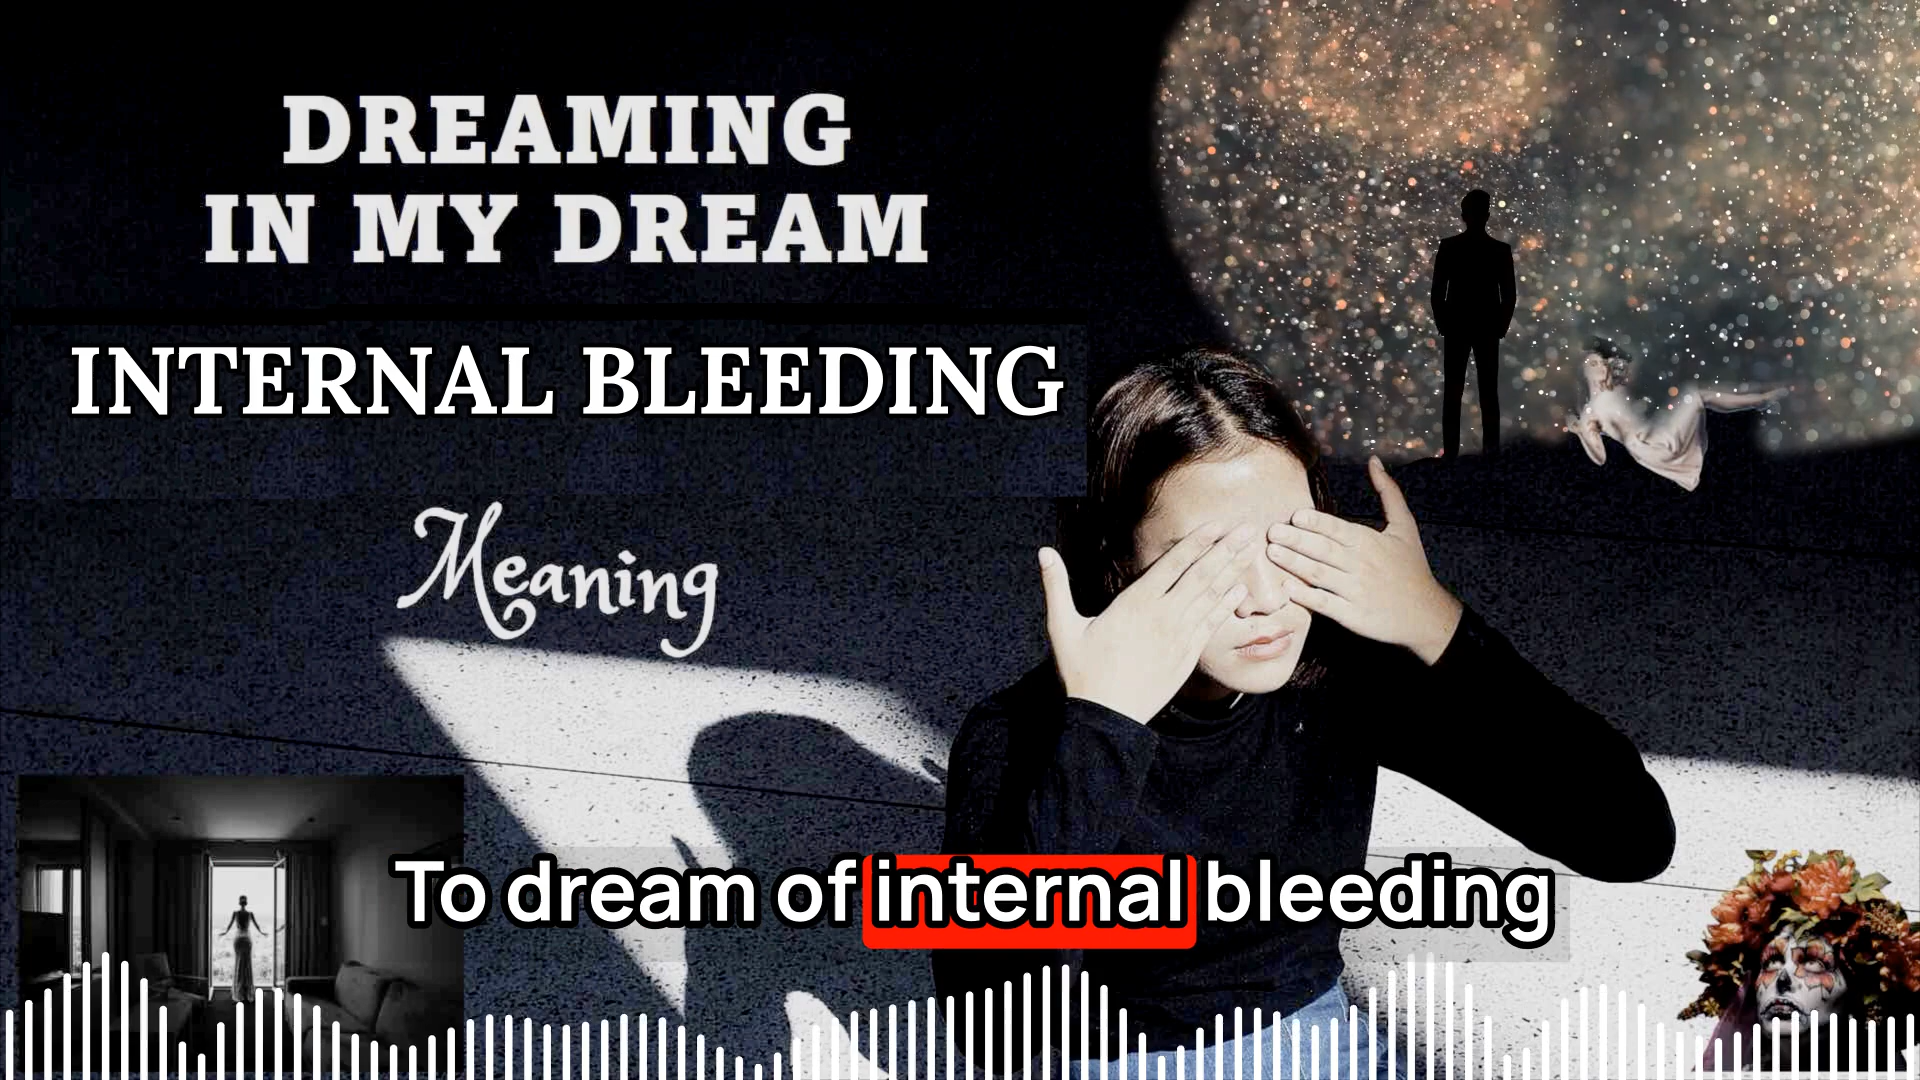 DREAMING
IN MY DREAM
INTERNAL BLEEDING
Meaning
To dream of internal bleeding